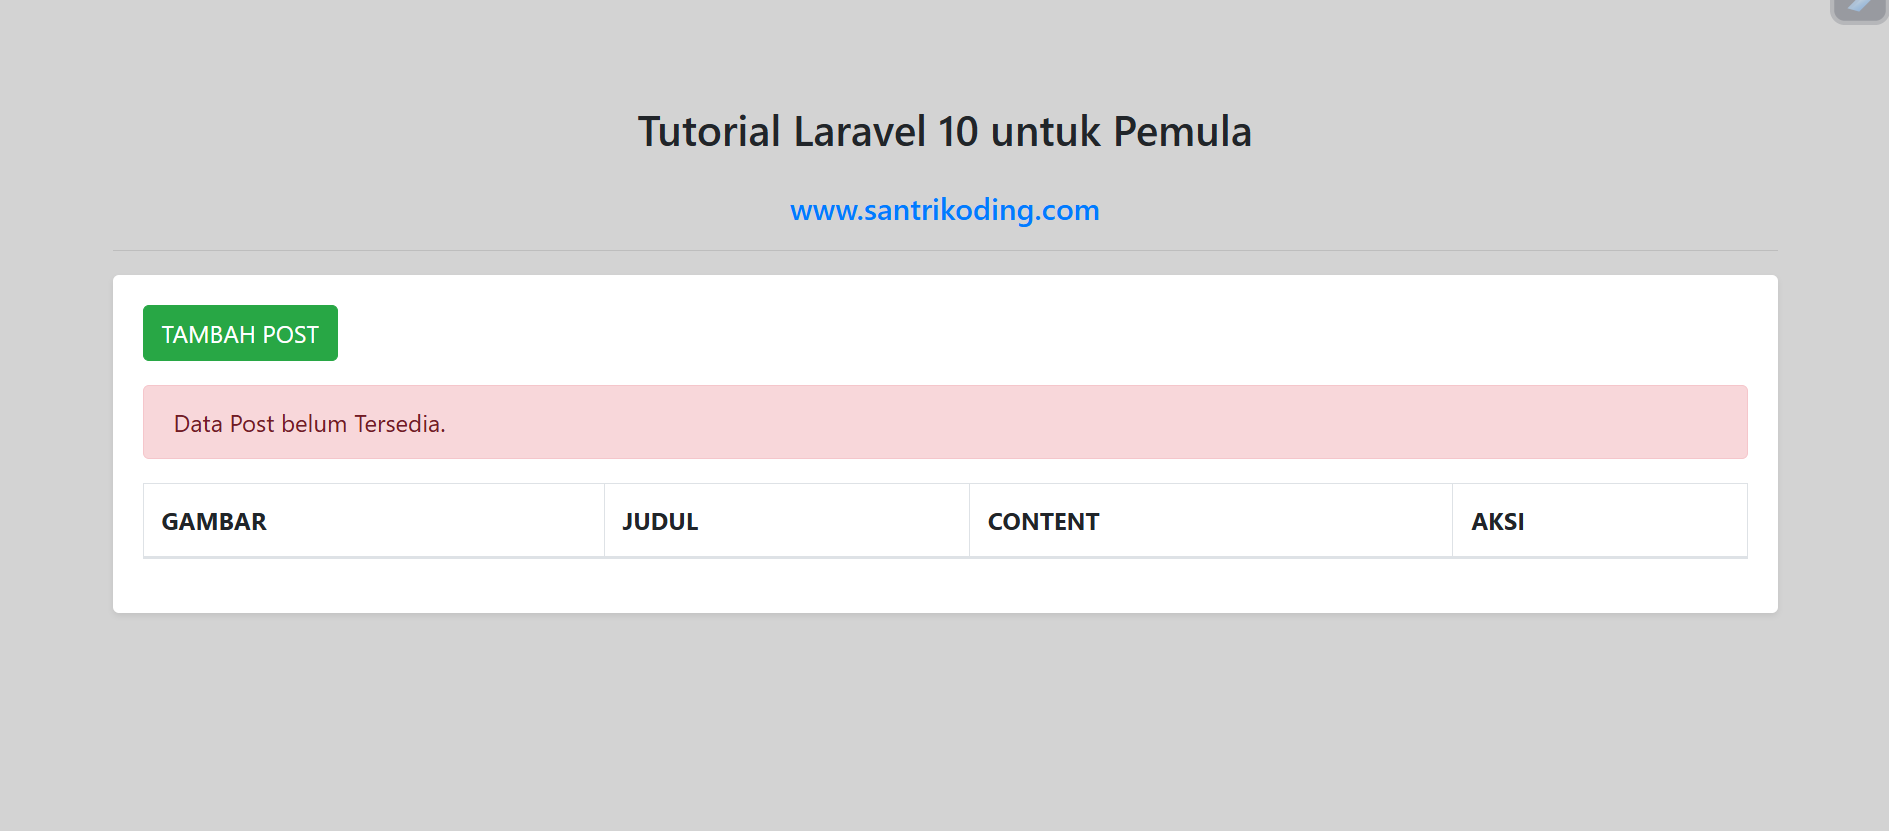 Tutorial Laravel 10 untuk Pemula
www.santrikoding.com
TAMBAH POST
Data Post belum Tersedia.
GAMBAR JUDUL CONTENT AKSI